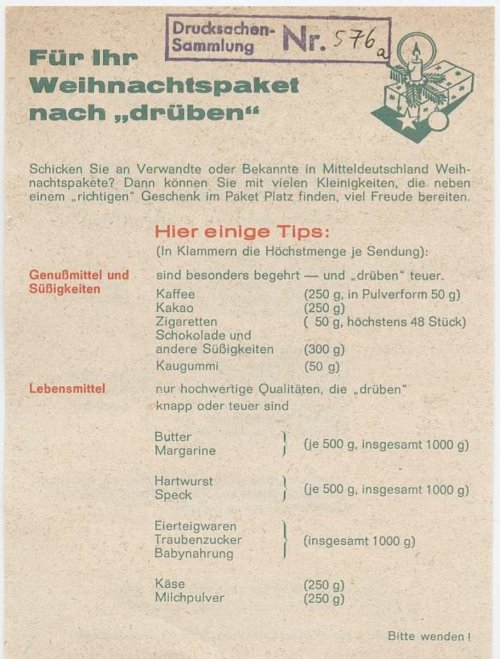 Drucksachen-
Sammlung Nr. 576a
Für Ihr
Weihnachtspaket
nach „drüben“
Schicken Sie an Verwandte oder Bekannte in Mitteldeutschland Weih-
nachtspakete? Dann können Sie mit vielen Kleinigkeiten, die neben
einem „richtigen“ Geschenk im Paket Platz finden, viel Freude bereiten.
Hier einige Tips:
(In Klammern die Höchstmenge je Sendung):
Genußmittel und
Süßigkeiten
sind besonders begehrt — und „drüben“ teuer.
Kaffee (250 g, in Pulverform 50 g)
Kakao (250 g)
Zigaretten ( 50 g, höchstens 48 Stück)
Schokolade und
andere Süßigkeiten (300 g)
Kaugummi (50 g)
Lebensmittel nur hochwertige Qualitäten, die „drüben“
knapp oder teuer sind
Butter
Margarine } (je 500 g, insgesamt 1000 g)
Hartwurst
Speck } (je 500 g, insgesamt 1000 g)
Eierteigwaren
Traubenzucker } (insgesamt 1000 g)
Babynahrung
Käse (250 g)
Milchpulver (250 g)
Bitte wenden!